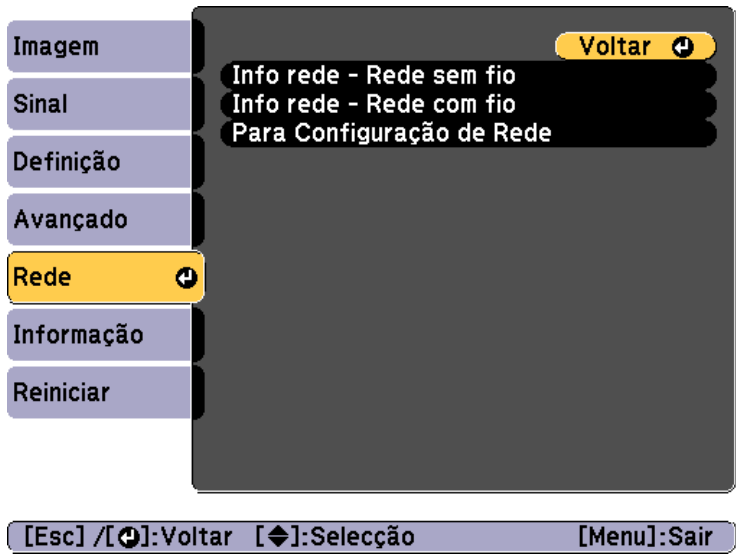 Imagem
Sinal
Definição
Avançado
Rede
Informação
Reiniciar
Voltar
Info rede - Rede sem fio
Info rede - Rede com fio
Para Configuração de Rede
[Esc] /[⏎]:Voltar [◆]:Selecção [Menu]:Sair